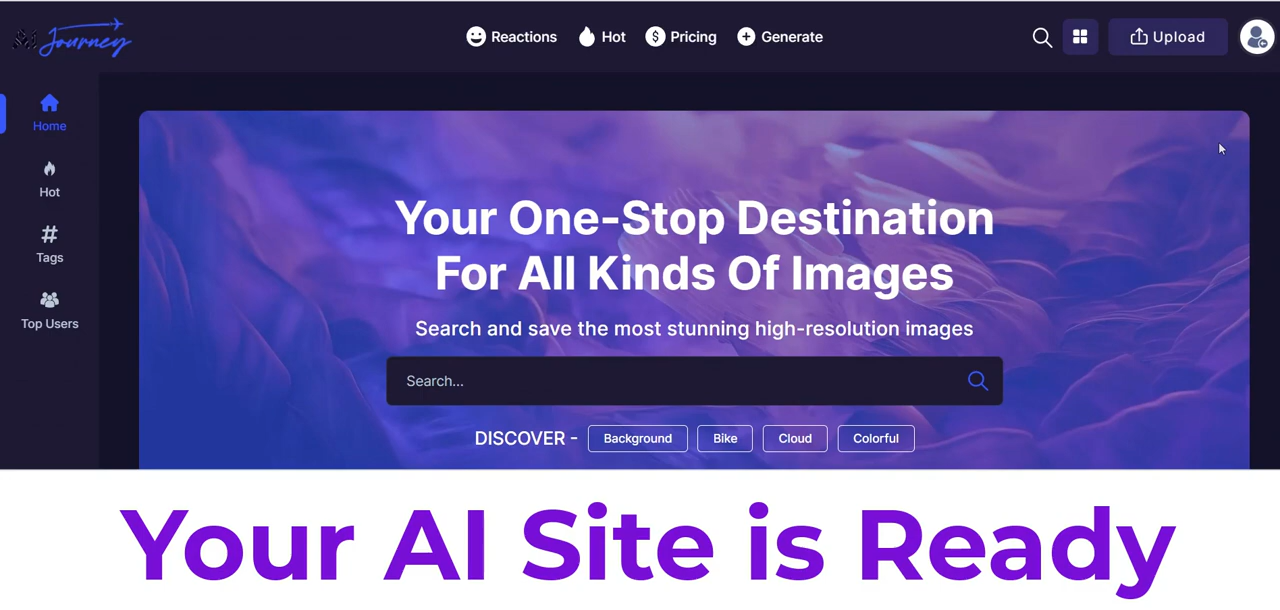 Journey
Reactions Hot Pricing Generate
Upload
Home
Hot
Tags
Top Users
Your One-Stop Destination
For All Kinds Of Images
Search and save the most stunning high-resolution images
Search...
DISCOVER - Background Bike Cloud Colorful
Your AI Site is Ready